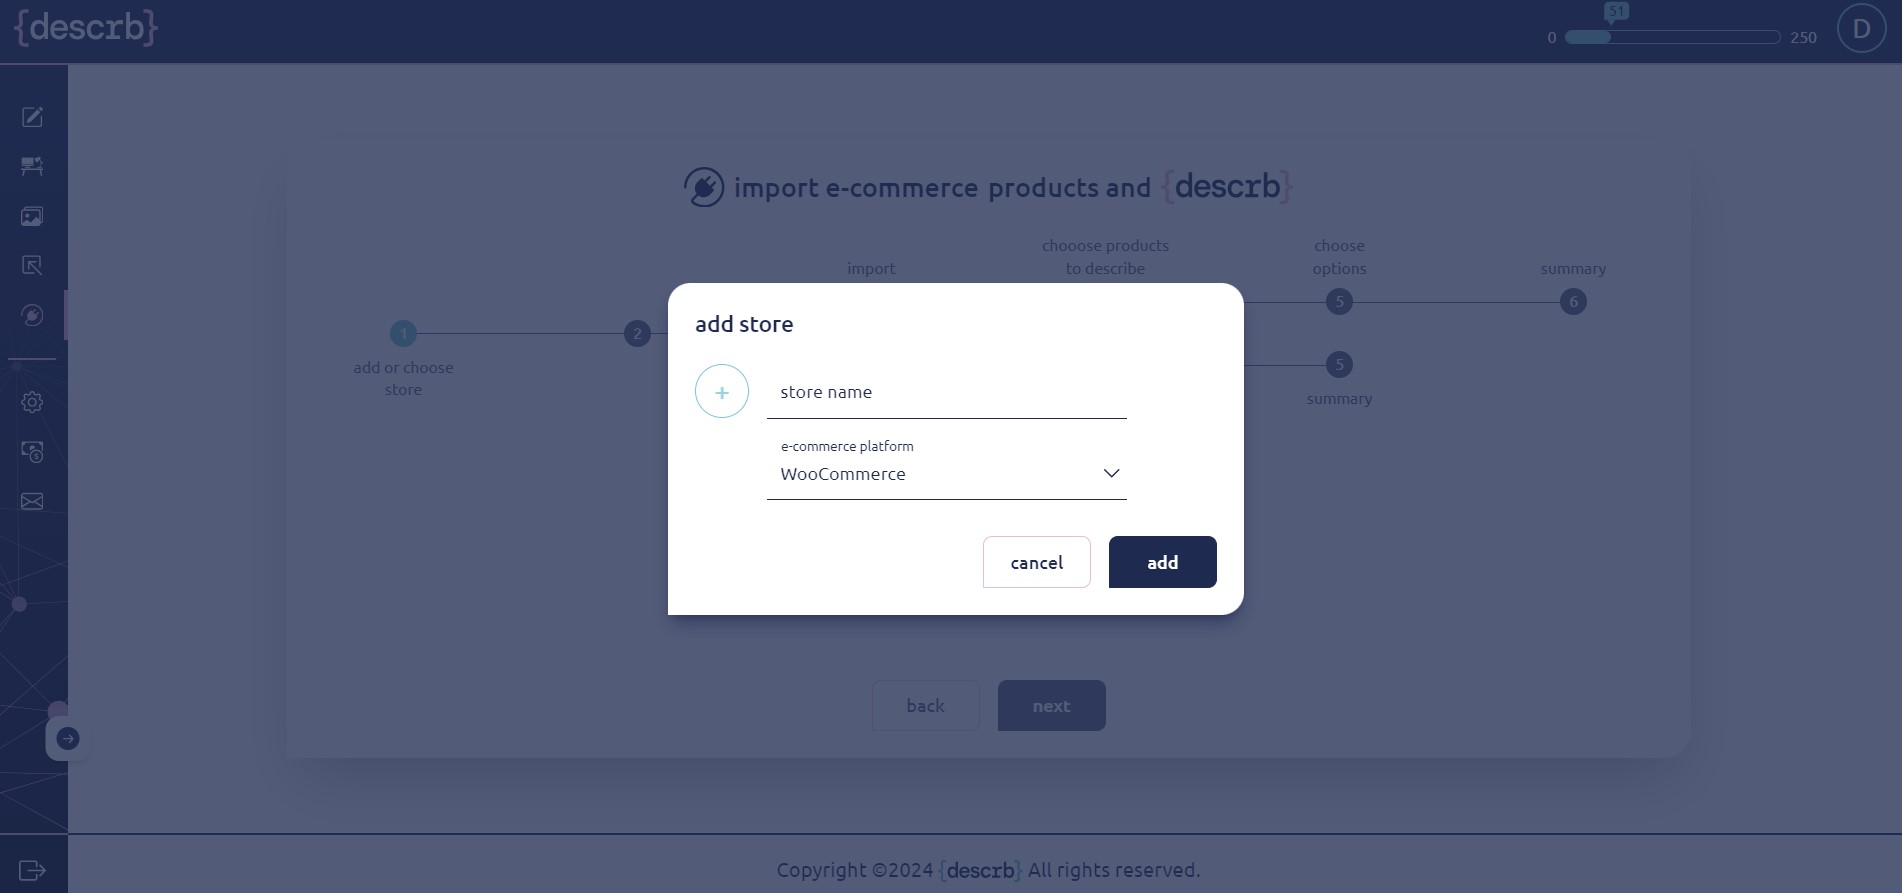 {descrb}
51
0
250
D
import e-commerce products and {descrb}
chooose products
to describe
choose
options
import
summary
5
6
1
2
add or choose
store
5
summary
add store
+
store name
e-commerce platform
WooCommerce
cancel
add
back
next
Copyright ©2024 {descrb} All rights reserved.